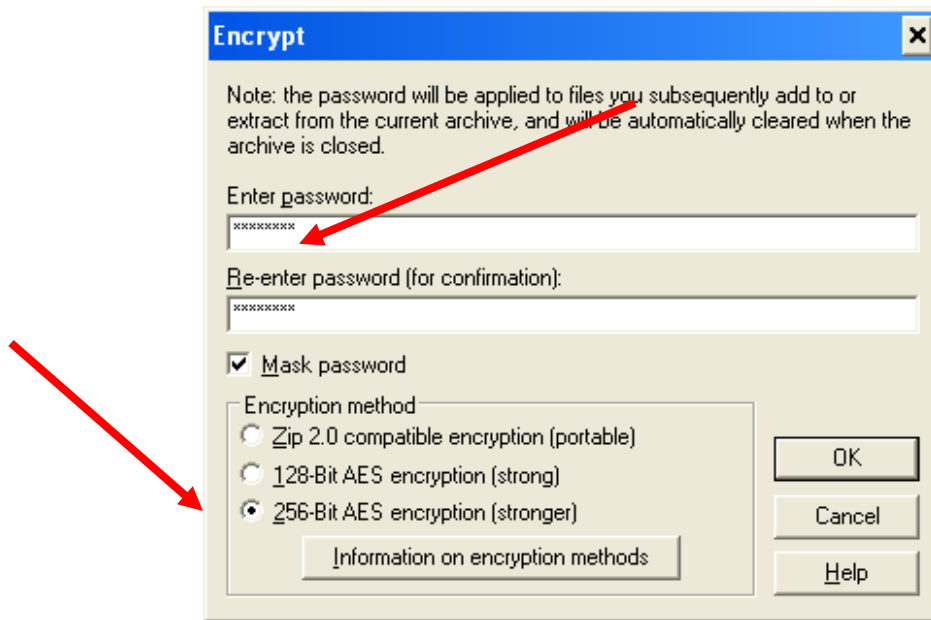 Encrypt
Note: the password will be applied to files you subsequently add to or
extract from the current archive, and will be automatically cleared when the
archive is closed.
Enter password:
********
Re-enter password (for confirmation):
********
Mask password
Encryption method
Zip 2.0 compatible encryption (portable)
128-Bit AES encryption (strong)
256-Bit AES encryption (stronger)
Information on encryption methods
OK
Cancel
Help